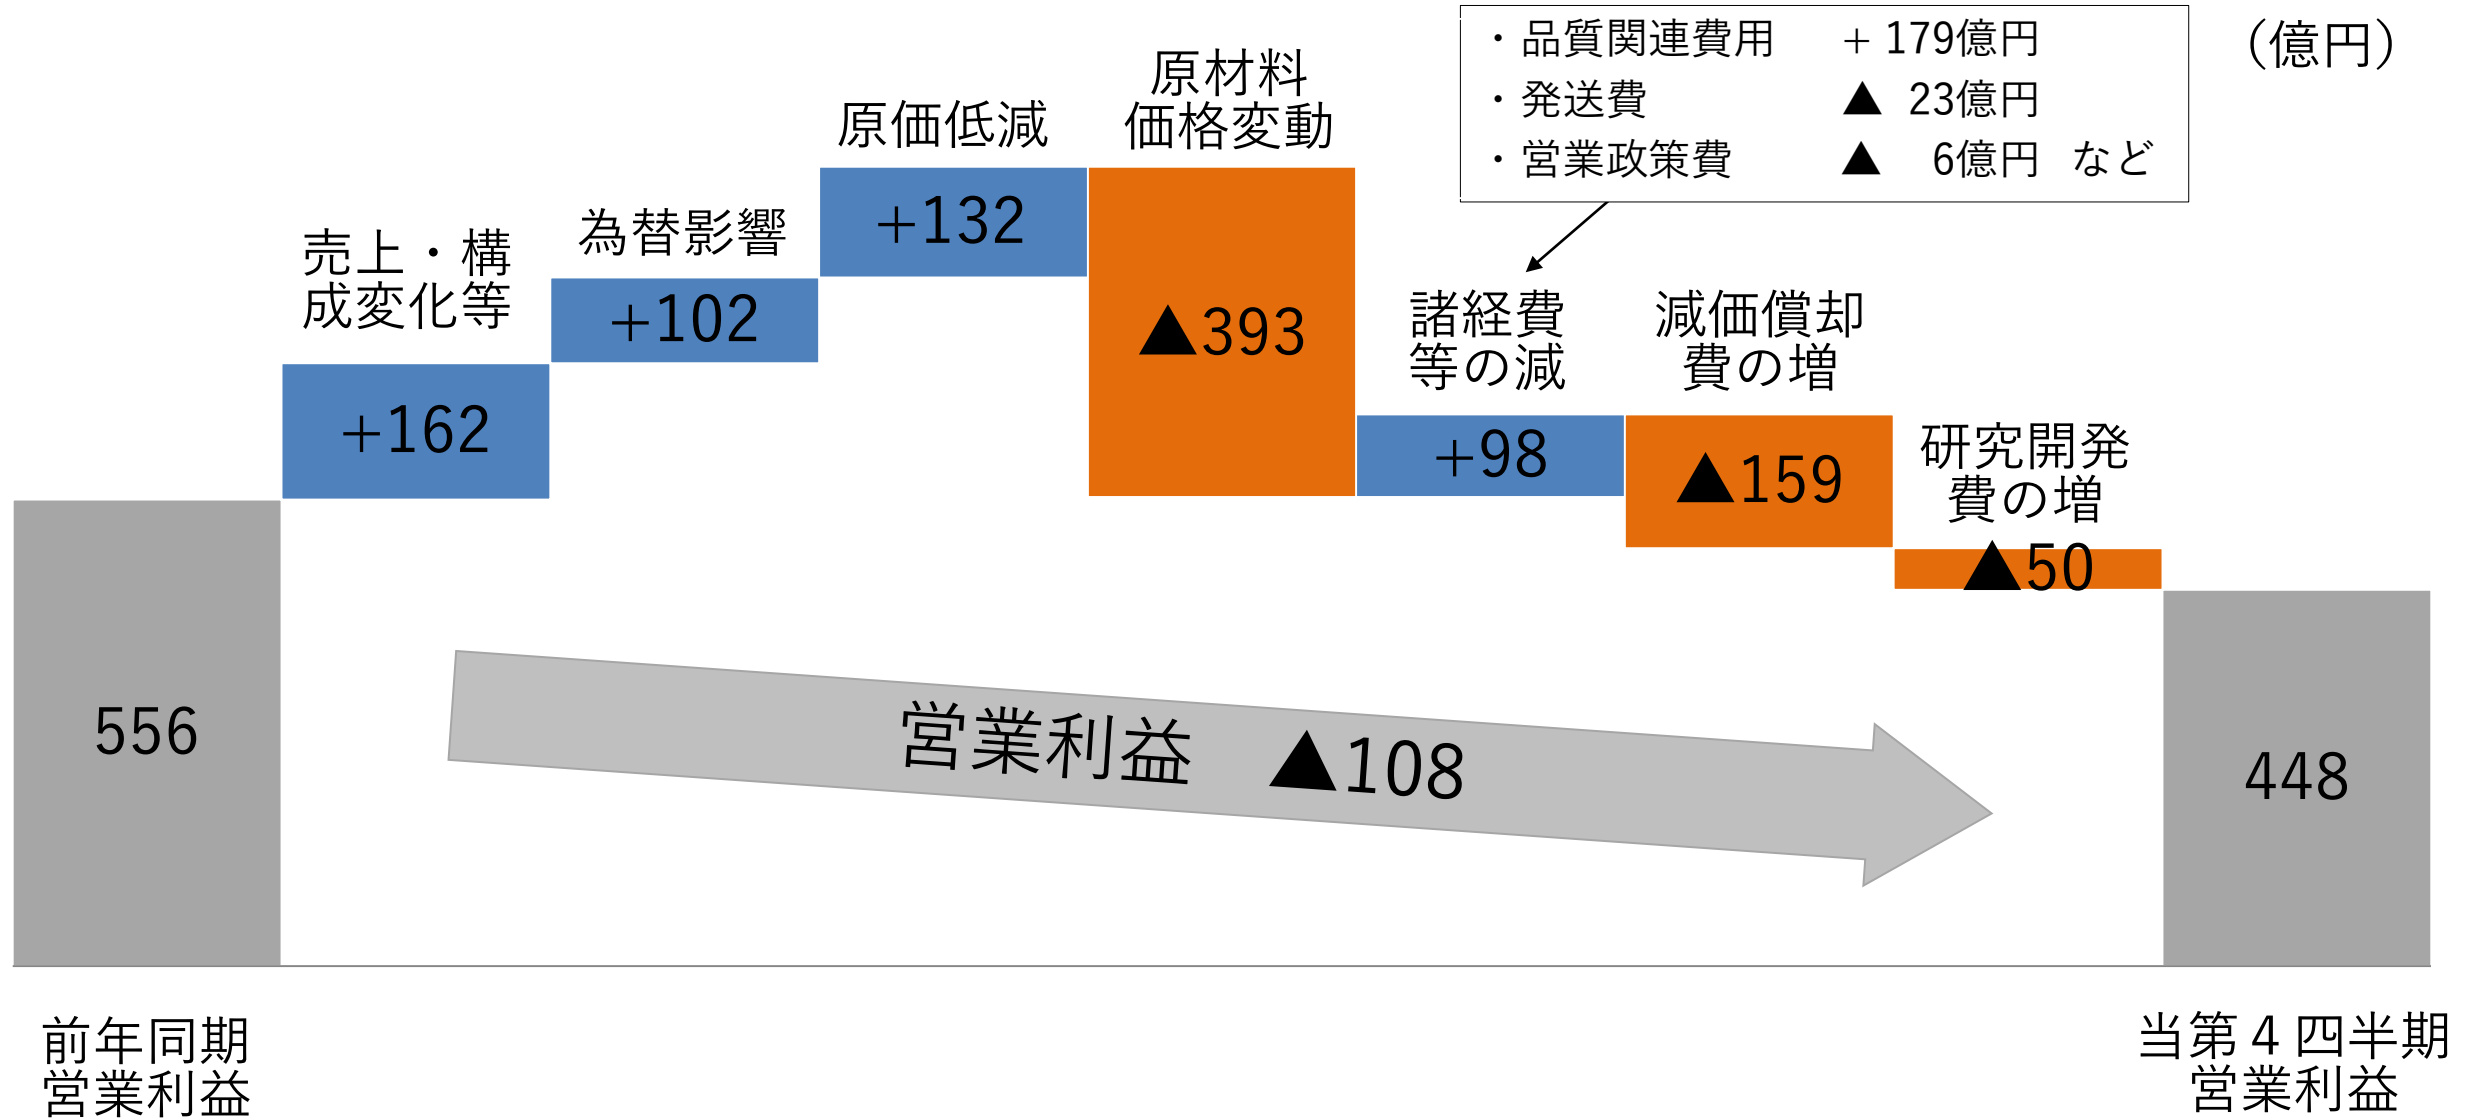 （億円）
・品質関連費用　＋179億円
・発送費　▲ 23億円
・営業政策費　▲ 6億円 など
原材料
価格変動
原価低減
為替影響
売上・構
成変化等
諸経費
等の減
減価償却
費の増
研究開発
費の増
556
+162
+102
+132
▲393
+98
▲159
▲50
448
営業利益　▲108
前年同期
営業利益
当第４四半期
営業利益